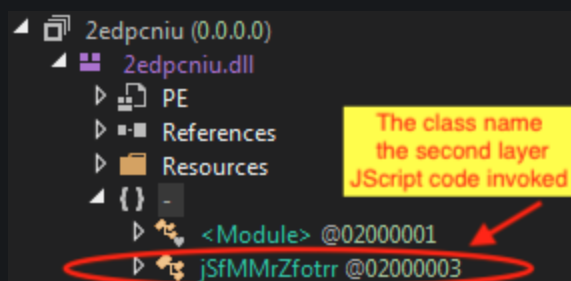 2edpcniu (0.0.0.0)
2edpcniu.dll
PE
References
Resources
{ } -
<Module> @02000001
jSfMMrZfotrr @02000003
The class name
the second layer
JScript code invoked